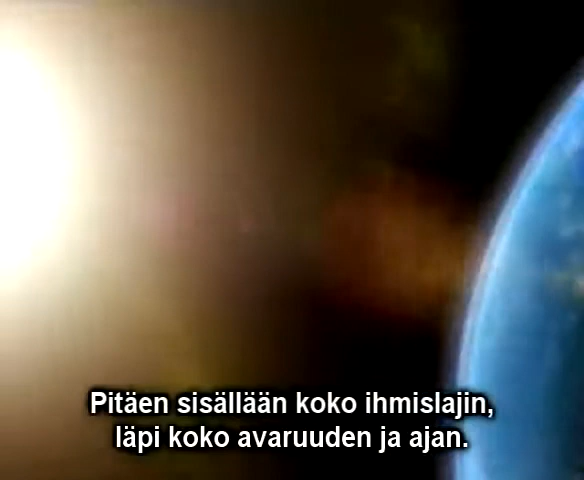 Pitäen sisällään koko ihmislajin,
läpi koko avaruuden ja ajan.